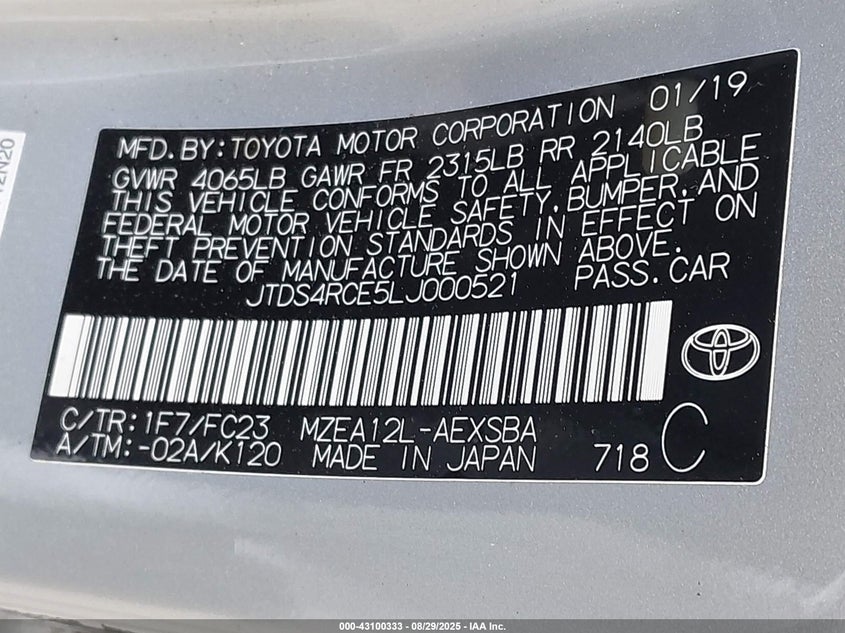 MFD.BY:TOYOTA MOTOR CORPORATION 01/19
GVWR 4065LB GAWR FR 2315LB RR 2140LB
THIS VEHICLE CONFORMS TO ALL APPLICABLE
FEDERAL MOTOR VEHICLE SAFETY,BUMPER,AND
THEFT PREVENTION STANDARDS IN EFFECT ON
THE DATE OF MANUFACTURE SHOWN ABOVE.
JTDS4RCE5LJ000521 PASS.CAR
C/TR:1F7/FC23 MZEA12L-AEXSBA
A/TM:-02A/K120 MADE IN JAPAN 718 C
12N20
000-43100333 - 08/29/2025 - IAA Inc.